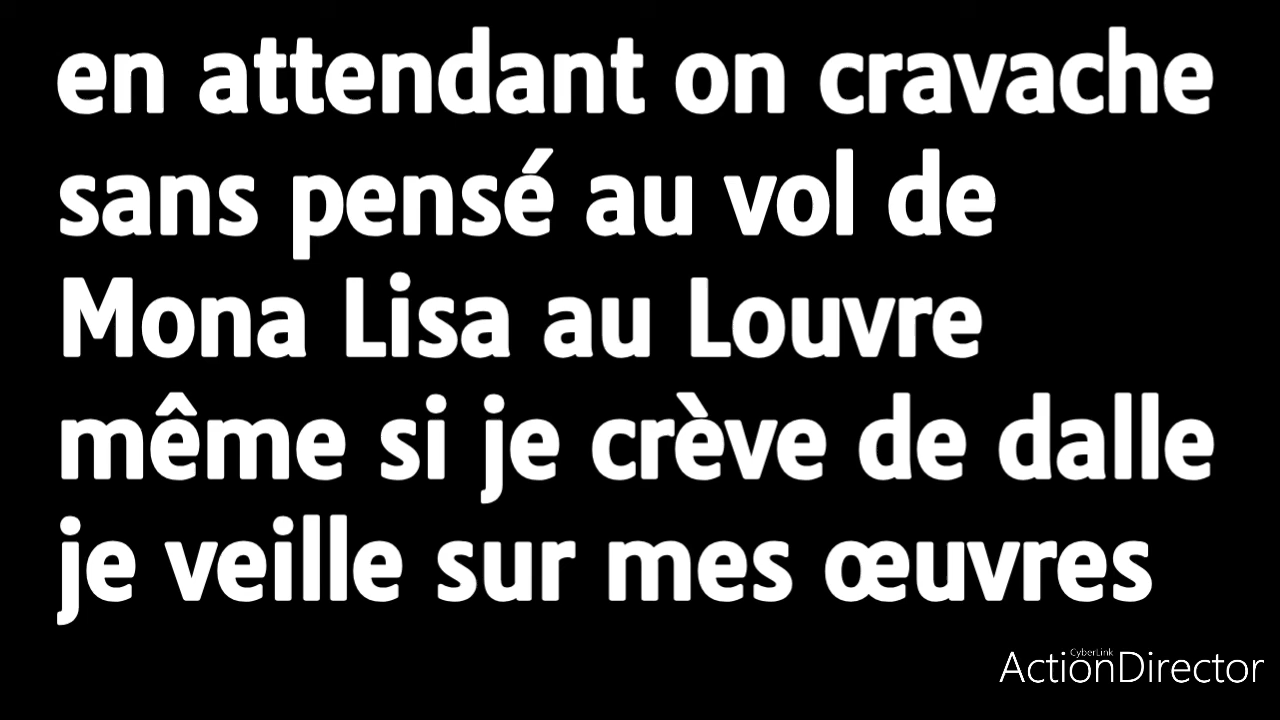 en attendant on cravache
sans pensé au vol de
Mona Lisa au Louvre
même si je crève de dalle
je veille sur mes œuvres
CyberLink
ActionDirector